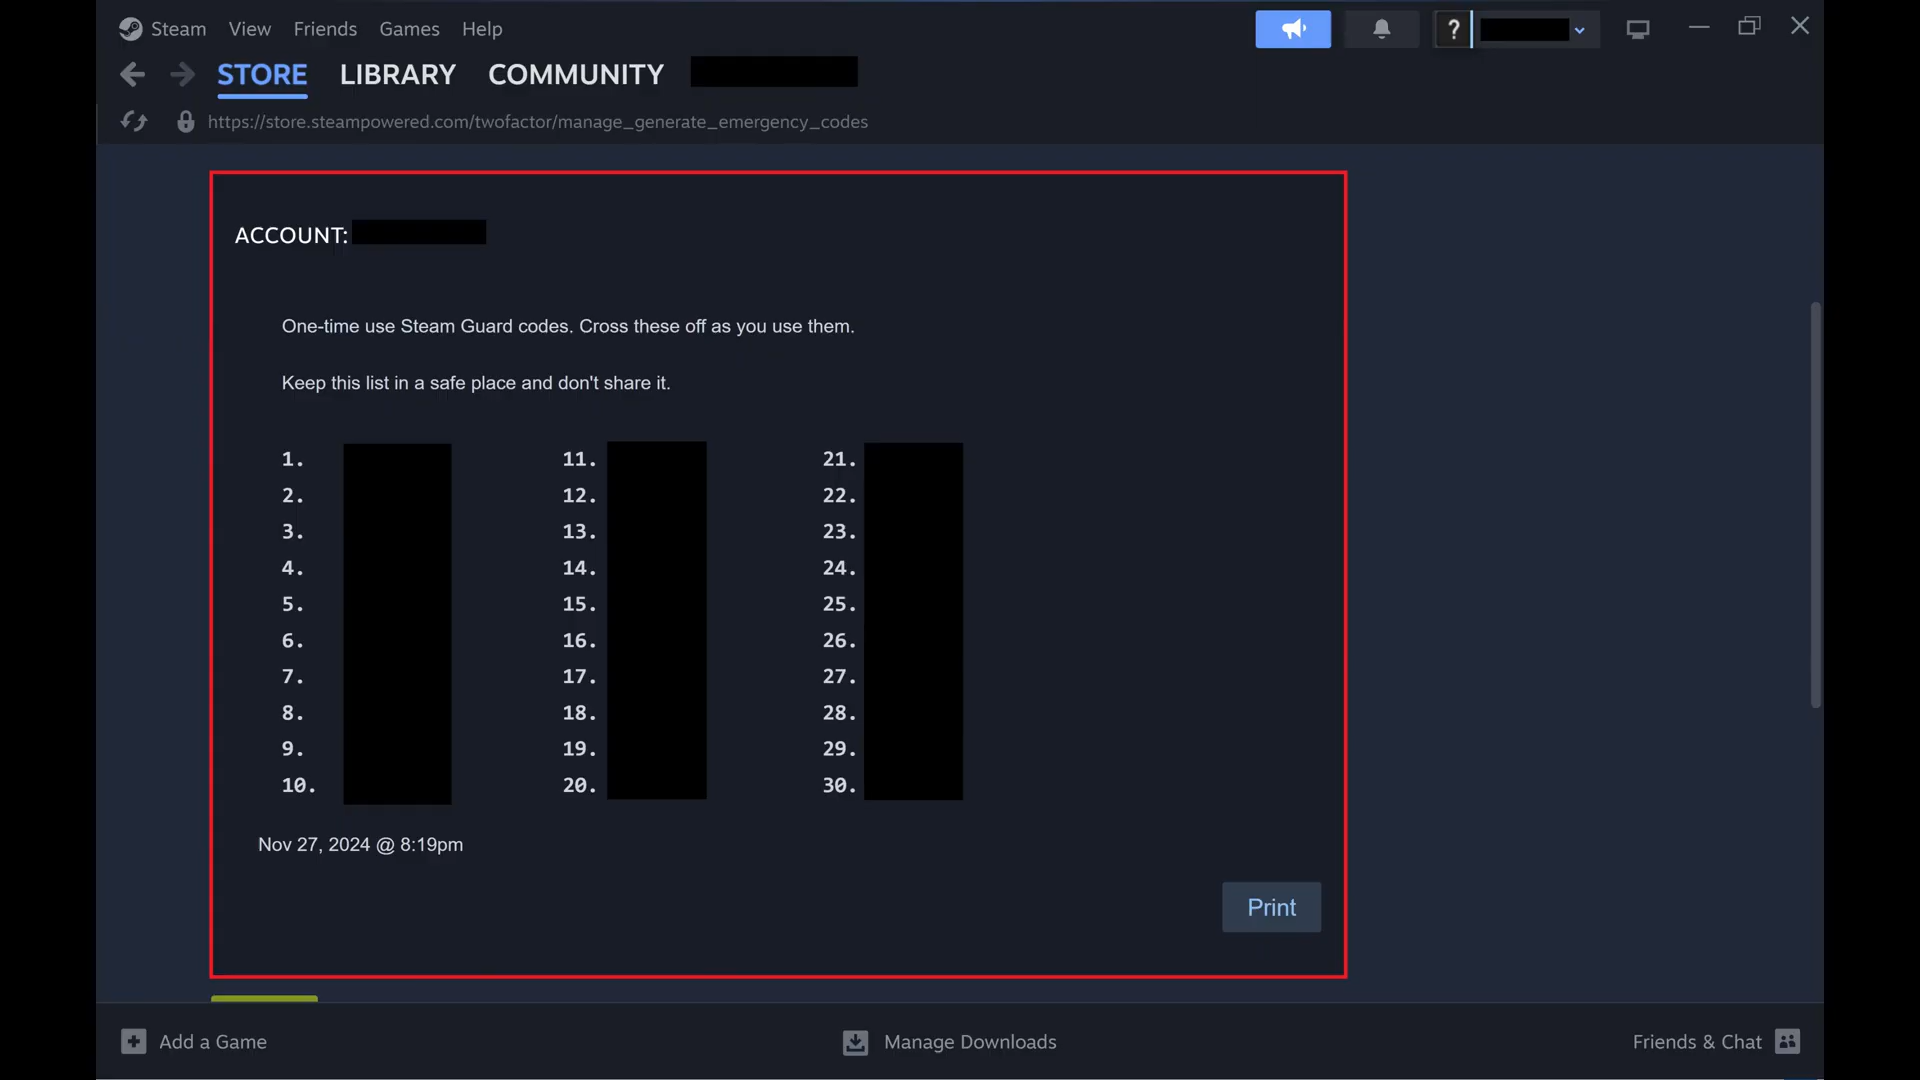 Steam View Friends Games Help
?
STORE LIBRARY COMMUNITY
https://store.steampowered.com/twofactor/manage_generate_emergency_codes
ACCOUNT:
One-time use Steam Guard codes. Cross these off as you use them.
Keep this list in a safe place and don't share it.
1. 11. 21.
2. 12. 22.
3. 13. 23.
4. 14. 24.
5. 15. 25.
6. 16. 26.
7. 17. 27.
8. 18. 28.
9. 19. 29.
10. 20. 30.
Nov 27, 2024 @ 8:19pm
Print
Add a Game Manage Downloads Friends & Chat